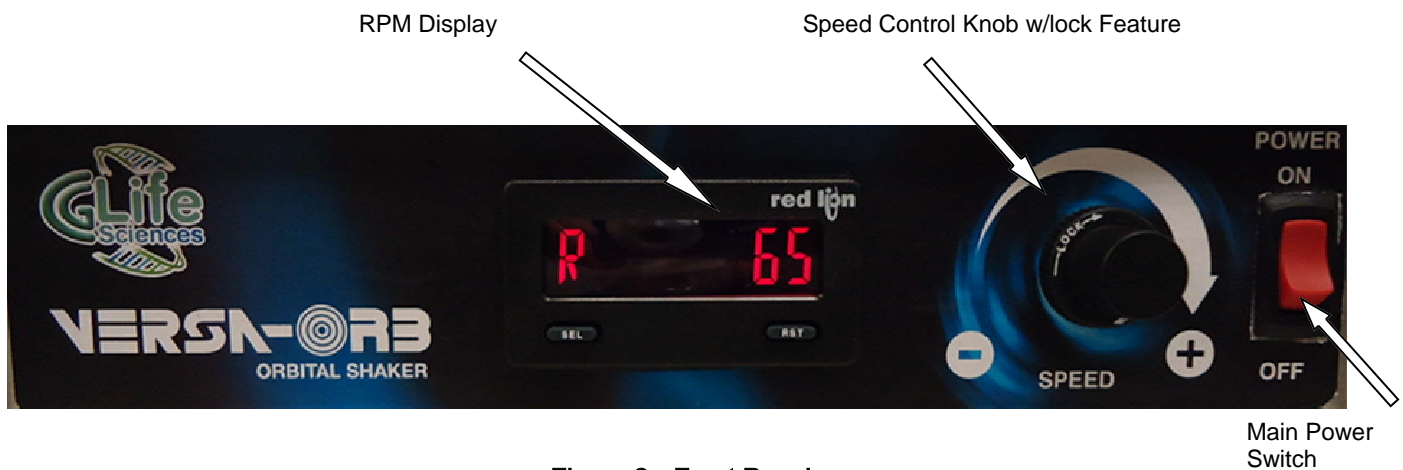 RPM Display
Speed Control Knob w/lock Feature
GLife
Sciences
VERSA-ORB
ORBITAL SHAKER
red lion
R 65
SEL
RST
LOCK
SPEED
POWER
ON
OFF
Main Power
Switch